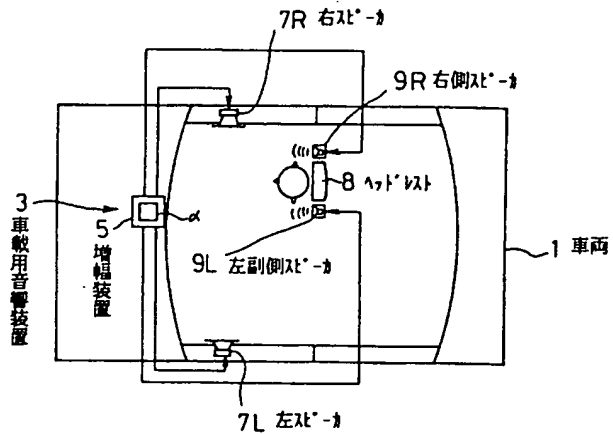 7R 右スピーカ
9R 右側スピーカ
8 ヘッドレスト
3 車載用音響装置
5 増幅装置
α
9L 左副側スピーカ
1 車両
7L 左スピーカ